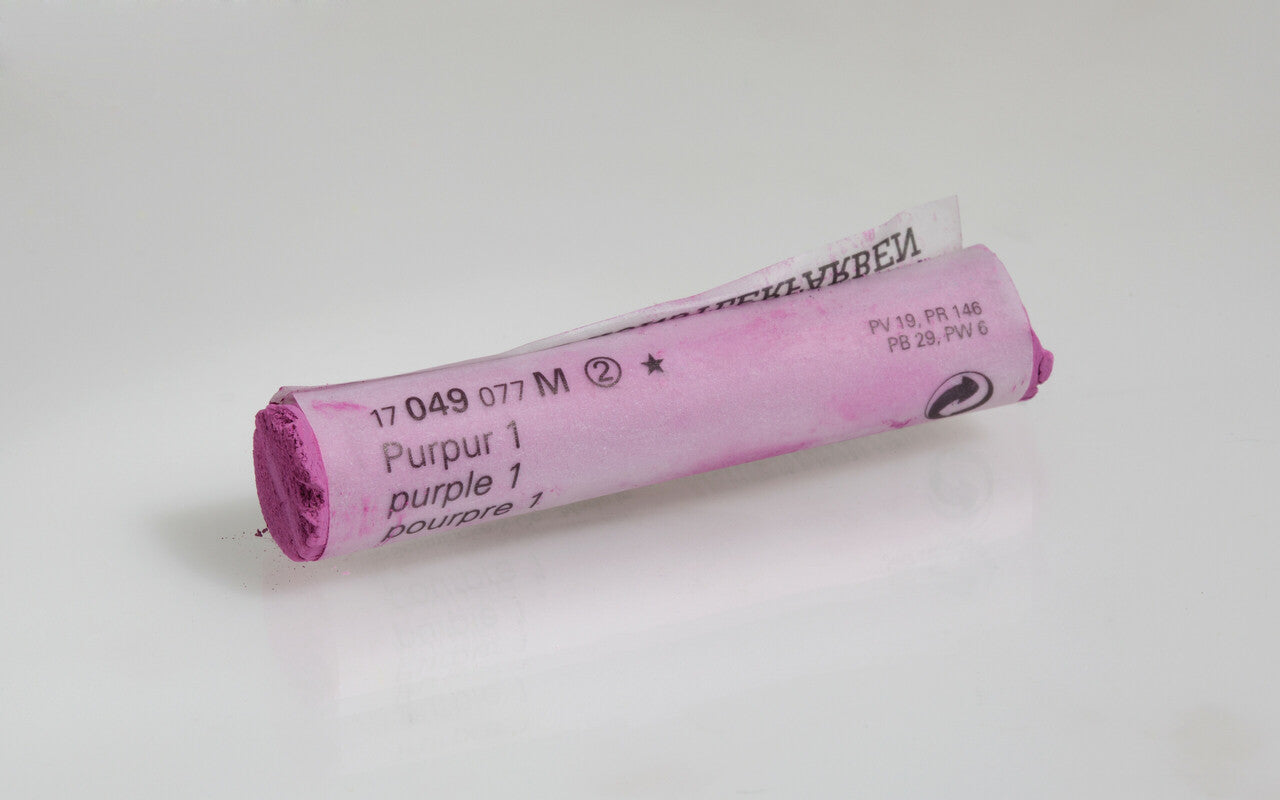 17 049 077 M ② ★
Purpur 1
purple 1
pourpre 1
PV 19, PR 146
PB 29, PW 6